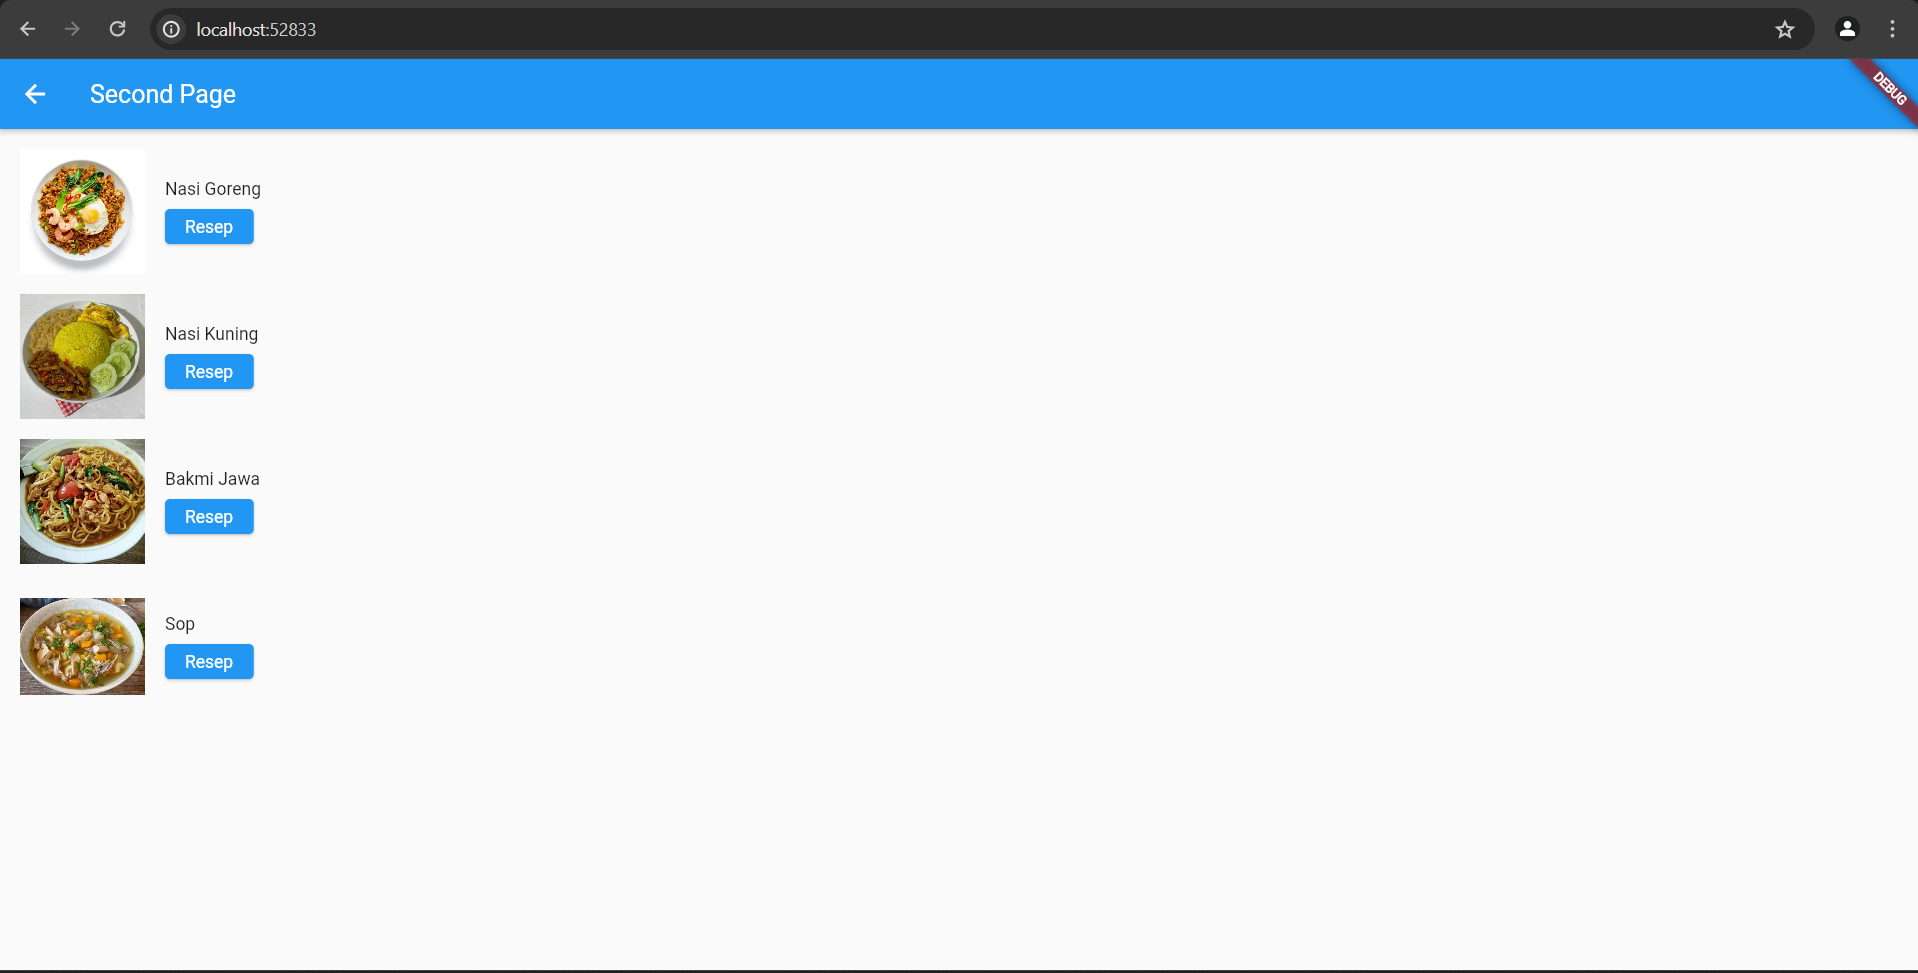 localhost:52833
Second Page
DEBUG
Nasi Goreng
Resep
Nasi Kuning
Resep
Bakmi Jawa
Resep
Sop
Resep